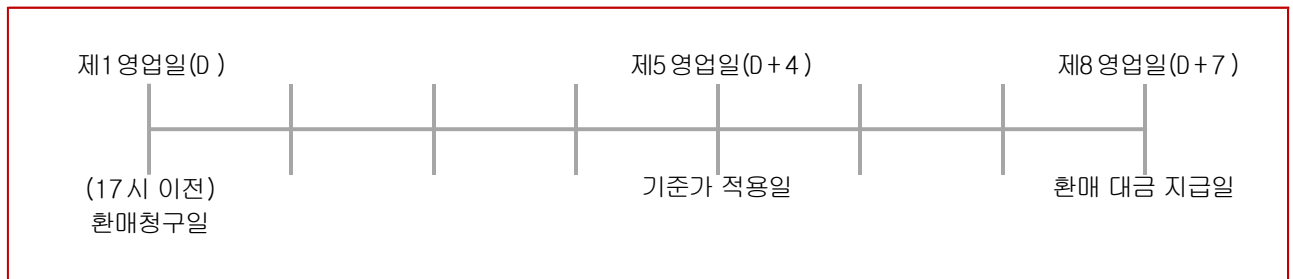 제1영업일(D)
제5영업일(D+4)
제8영업일(D+7)
(17시 이전)
환매청구일
기준가 적용일
환매 대금 지급일